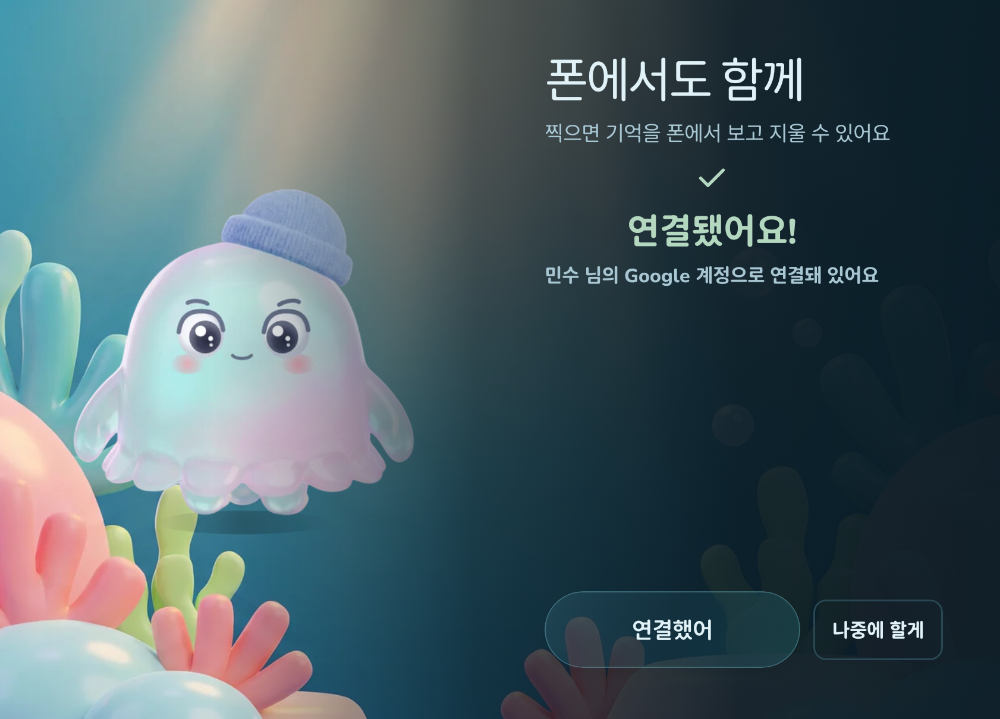 폰에서도 함께
찍으면 기억을 폰에서 보고 지울 수 있어요
연결됐어요!
민수 님의 Google 계정으로 연결돼 있어요
연결했어
나중에 할게